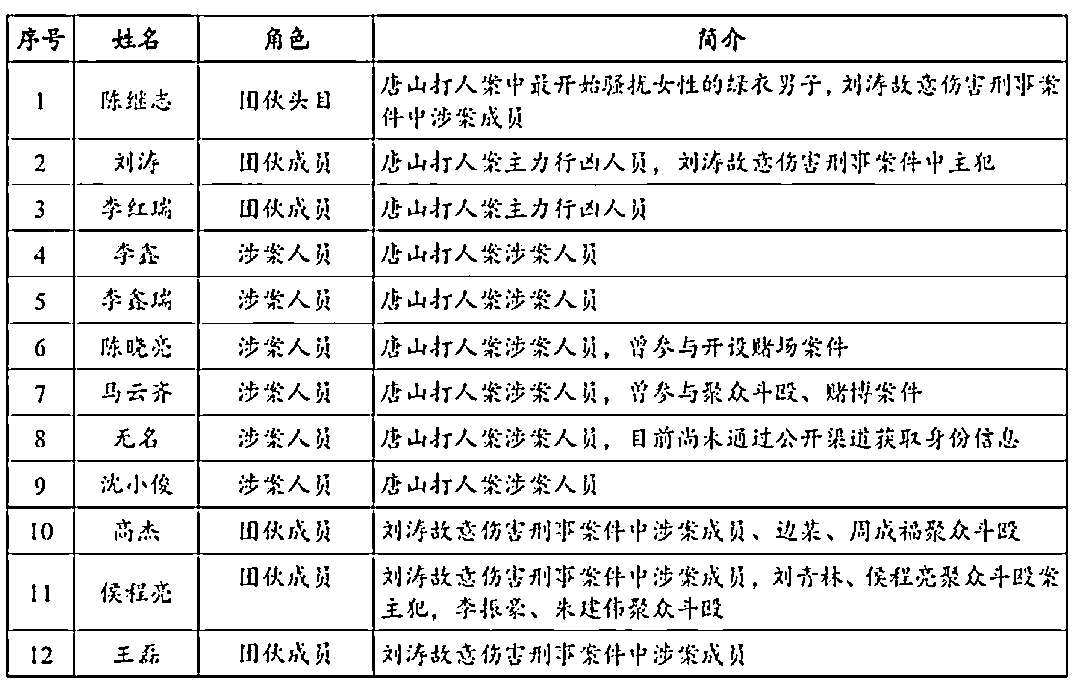 序号 姓名 角色 简介
1 陈继志 团伙头目 唐山打人案中最开始骚扰女性的绿衣男子，刘涛故意伤害刑事案
件中涉案成员
2 刘涛 团伙成员 唐山打人案主力行凶人员，刘涛故意伤害刑事案件中主犯
3 李红瑞 团伙成员 唐山打人案主力行凶人员
4 李鑫 涉案人员 唐山打人案涉案人员
5 李鑫瑞 涉案人员 唐山打人案涉案人员
6 陈晓亮 涉案人员 唐山打人案涉案人员，曾参与开设赌场案件
7 马云齐 涉案人员 唐山打人案涉案人员，曾参与聚众斗殴、赌博案件
8 无名 涉案人员 唐山打人案涉案人员，目前尚未通过公开渠道获取身份信息
9 沈小俊 涉案人员 唐山打人案涉案人员
10 高杰 团伙成员 刘涛故意伤害刑事案件中涉案成员、边某、周成福聚众斗殴
11 侯程亮 团伙成员 刘涛故意伤害刑事案件中涉案成员，刘青林、侯程亮聚众斗殴案
主犯，李振豪、朱建伟聚众斗殴
12 王磊 团伙成员 刘涛故意伤害刑事案件中涉案成员